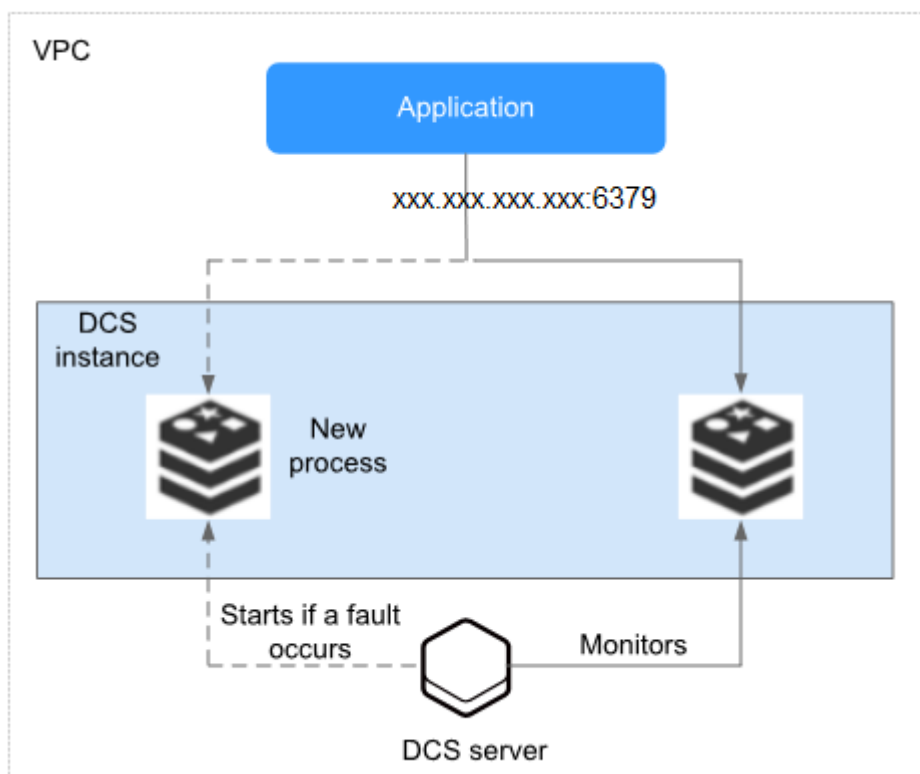 VPC
Application
xxx.xxx.xxx.xxx:6379
DCS
instance
New
process
Starts if a fault
occurs
Monitors
DCS server